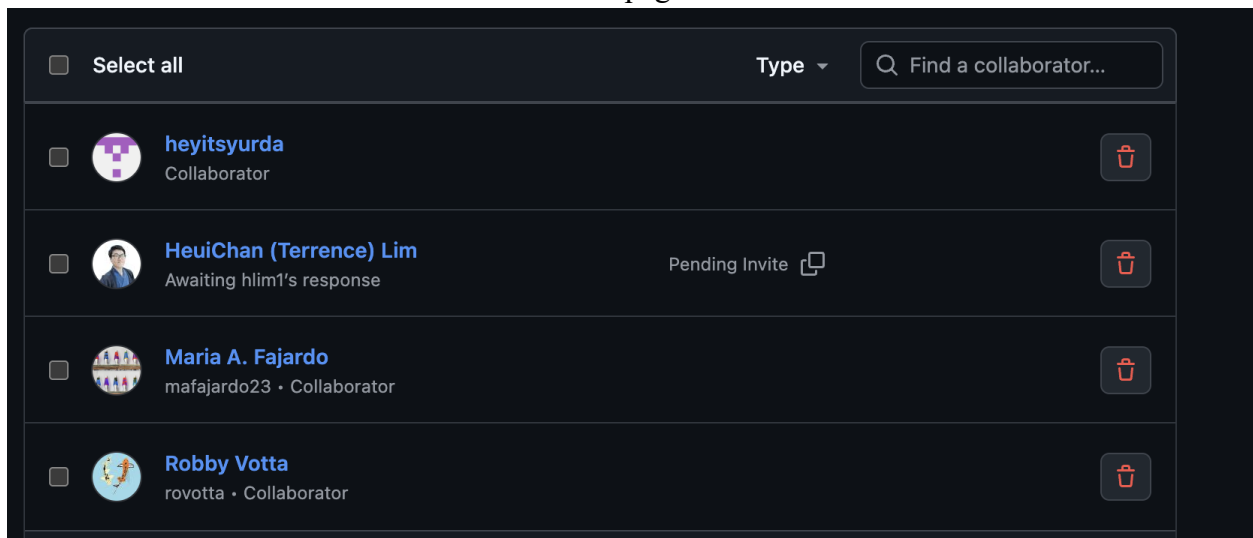 Select all
Type
Find a collaborator...
heyitsyurda
Collaborator
HeuiChan (Terrence) Lim
Awaiting hlim1's response
Pending Invite
Maria A. Fajardo
mafajardo23 • Collaborator
Robby Votta
rovotta • Collaborator